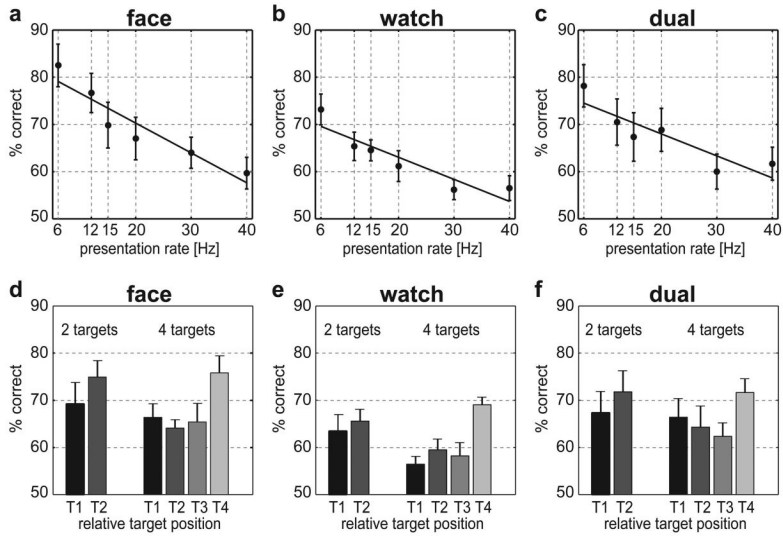 a face
90
80
70
60
50
% correct
6 12 15 20 30 40
presentation rate [Hz]
b watch
90
80
70
60
50
% correct
6 12 15 20 30 40
presentation rate [Hz]
c dual
90
80
70
60
50
% correct
6 12 15 20 30 40
presentation rate [Hz]
d face
90
80
70
60
50
% correct
2 targets 4 targets
T1 T2 T1 T2 T3 T4
relative target position
e watch
90
80
70
60
50
% correct
2 targets 4 targets
T1 T2 T1 T2 T3 T4
relative target position
f dual
90
80
70
60
50
% correct
2 targets 4 targets
T1 T2 T1 T2 T3 T4
relative target position